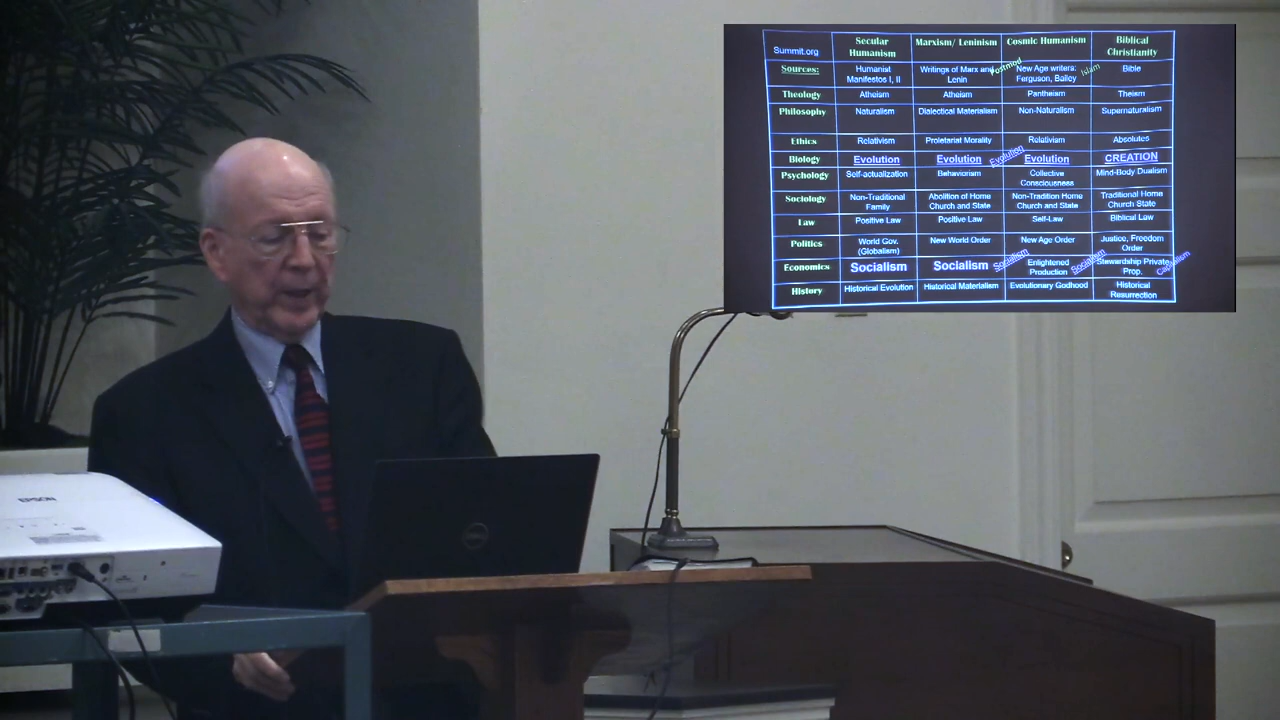 Secular Marxism/ Leninism Cosmic Humanism Biblical
Summit.org Humanism Christianity
Sources: Humanist Writings of Marx and Postmod New Age writers: Islam Bible
Manifestos I, II Lenin Ferguson, Bailey
Theology Atheism Atheism Pantheism Theism
Philosophy Naturalism Dialectical Materialism Non-Naturalism Supernaturalism
Ethics Relativism Proletariat Morality Relativism Absolutes
Biology Evolution Evolution Evolution Evolution CREATION
Psychology Self-actualization Behaviorism Collective Mind-Body Dualism
Consciousness
Sociology Non-Traditional Abolition of Home Non-Tradition Home Traditional Home
Family Church and State Church and State Church State
Law Positive Law Positive Law Self-Law Biblical Law
Politics World Gov. New World Order New Age Order Justice, Freedom
(Globalism) Order
Economics Socialism Socialism Socialism Enlightened Socialism Stewardship Private Capitalism
Production Prop.
History Historical Evolution Historical Materialism Evolutionary Godhood Historical
Resurrection
EPSON
DELL